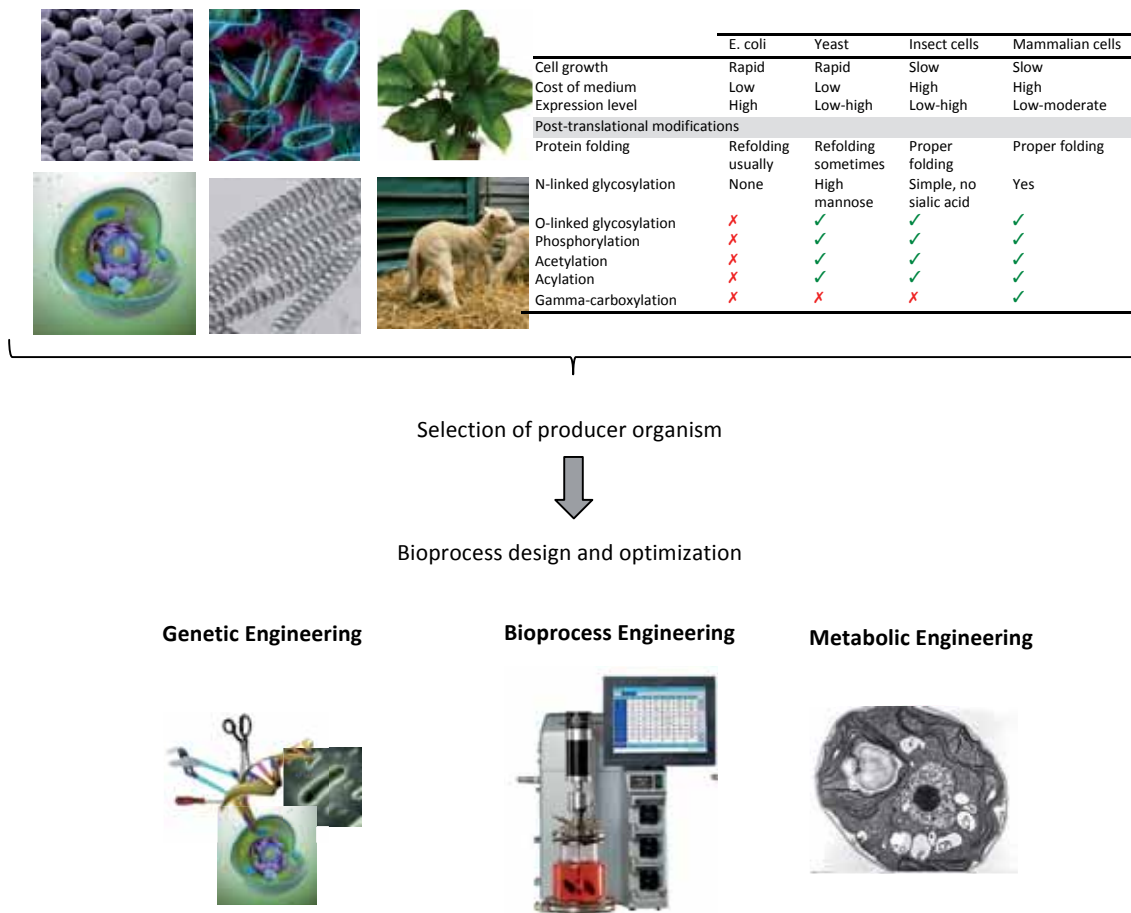 E. coli Yeast Insect cells Mammalian cells
Cell growth Rapid Rapid Slow Slow
Cost of medium Low Low High High
Expression level High Low-high Low-high Low-moderate
Post-translational modifications
Protein folding Refolding usually Refolding sometimes Proper folding Proper folding
N-linked glycosylation None High mannose Simple, no sialic acid Yes
O-linked glycosylation ✗ ✓ ✓ ✓
Phosphorylation ✗ ✓ ✓ ✓
Acetylation ✗ ✓ ✓ ✓
Acylation ✗ ✓ ✓ ✓
Gamma-carboxylation ✗ ✗ ✗ ✓
Selection of producer organism
Bioprocess design and optimization
Genetic Engineering
Bioprocess Engineering
Metabolic Engineering